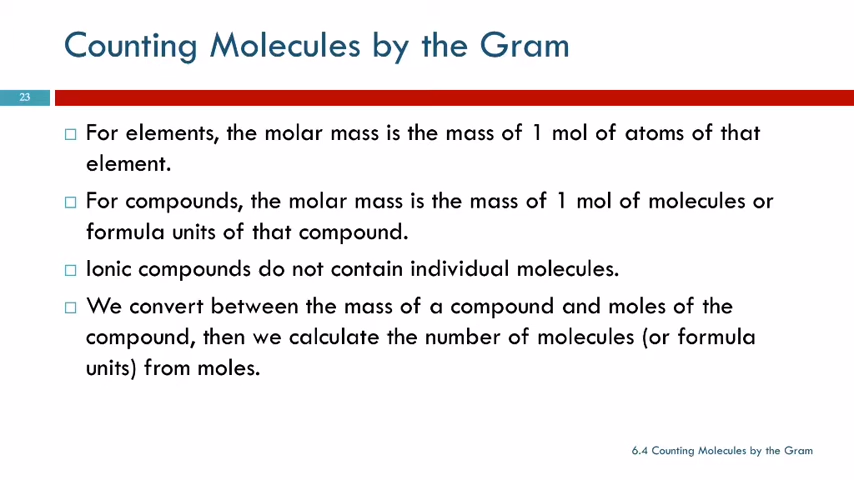 Counting Molecules by the Gram
23
For elements, the molar mass is the mass of 1 mol of atoms of that
element.
For compounds, the molar mass is the mass of 1 mol of molecules or
formula units of that compound.
Ionic compounds do not contain individual molecules.
We convert between the mass of a compound and moles of the
compound, then we calculate the number of molecules (or formula
units) from moles.
6.4 Counting Molecules by the Gram